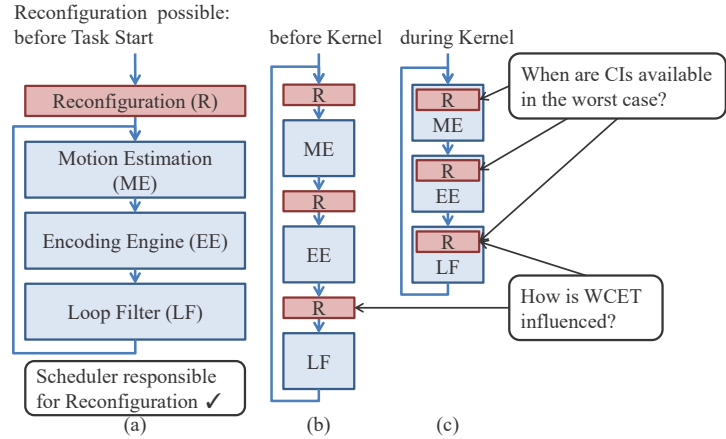 Reconfiguration possible:
before Task Start
before Kernel
during Kernel
Reconfiguration (R)
Motion Estimation
(ME)
Encoding Engine (EE)
Loop Filter (LF)
Scheduler responsible
for Reconfiguration ✓
(a)
R
ME
R
EE
R
LF
(b)
R
ME
R
EE
R
LF
(c)
When are CIs available
in the worst case?
How is WCET
influenced?